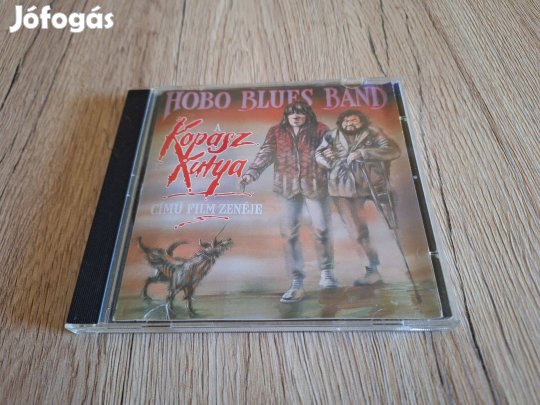 Jófogás
HOBO BLUES BAND
A
Kopasz
Kutya
CÍMŰ FILM ZENÉJE